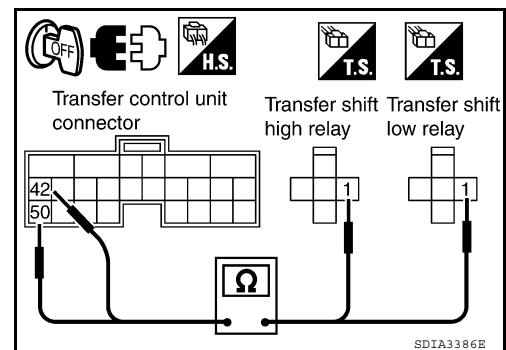 OFF
H.S.
T.S.
T.S.
Transfer control unit
connector
Transfer shift
high relay
Transfer shift
low relay
42
50
1
1
Ω
SDIA3386E